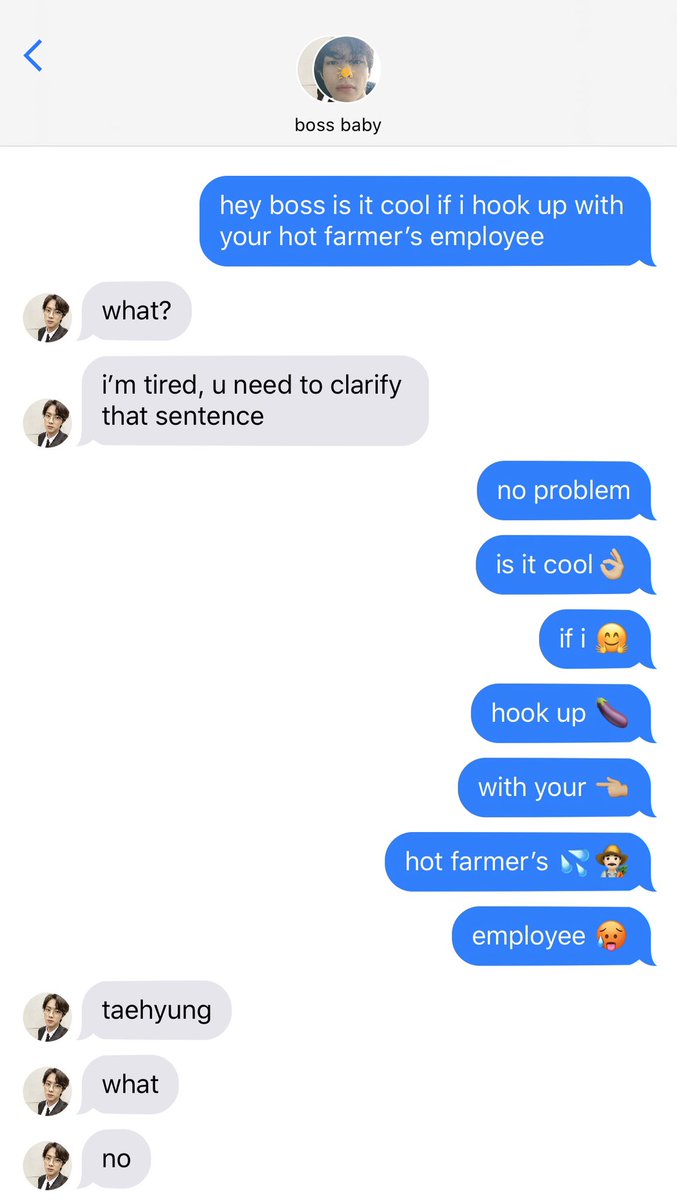 boss baby
hey boss is it cool if i hook up with
your hot farmer’s employee
what?
i’m tired, u need to clarify
that sentence
no problem
is it cool👌🏼
if i 🤗
hook up 🍆
with your 👈🏼
hot farmer’s 💦👨🏻‍🌾
employee 🥵
taehyung
what
no